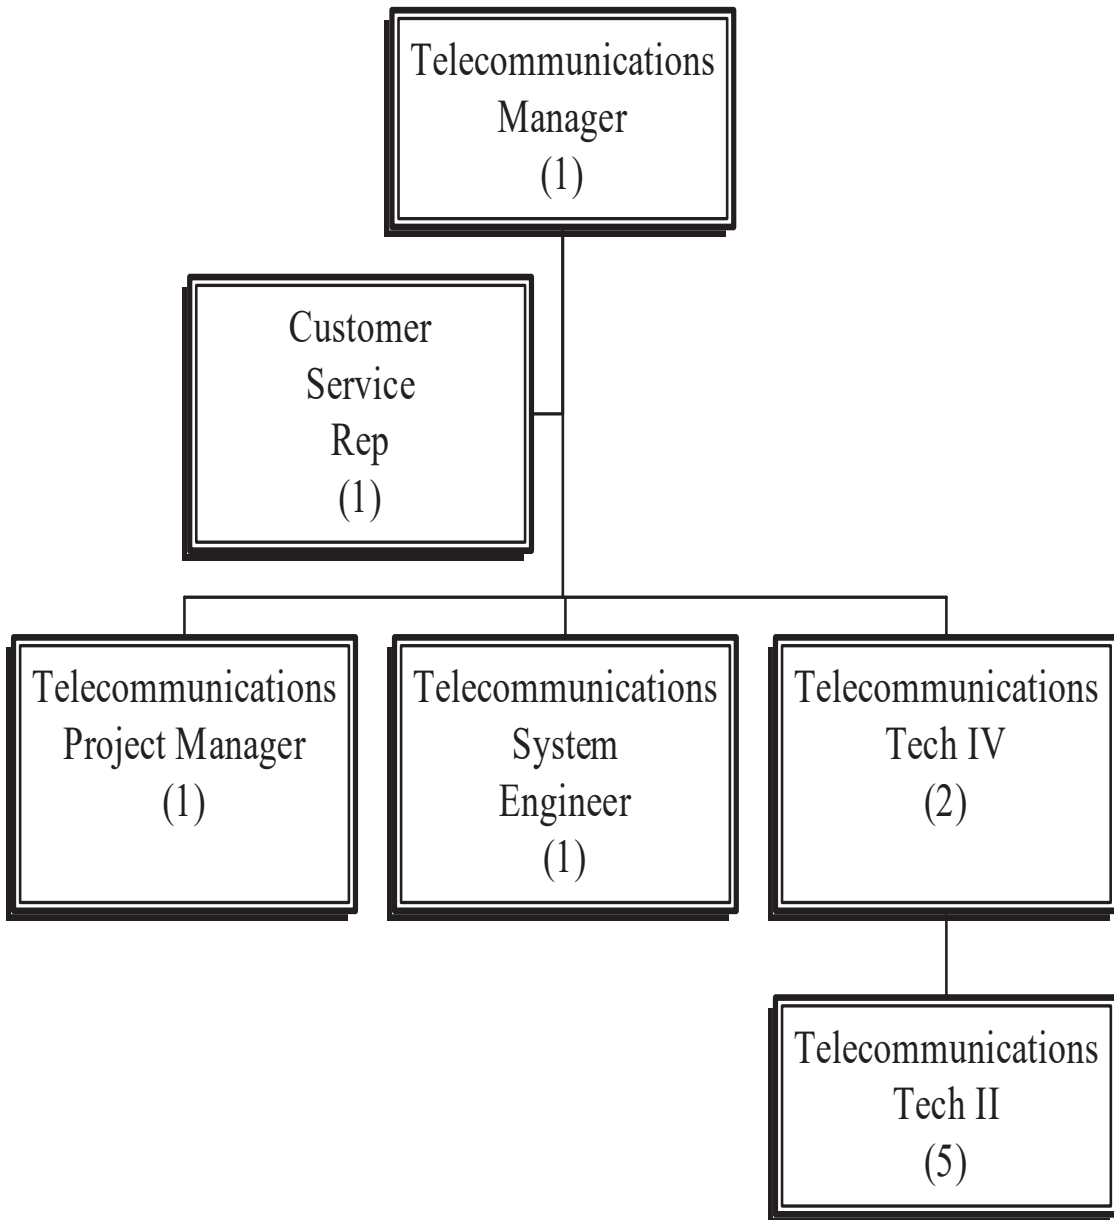 Telecommunications
Manager
(1)
Customer
Service
Rep
(1)
Telecommunications
Project Manager
(1)
Telecommunications
System
Engineer
(1)
Telecommunications
Tech IV
(2)
Telecommunications
Tech II
(5)